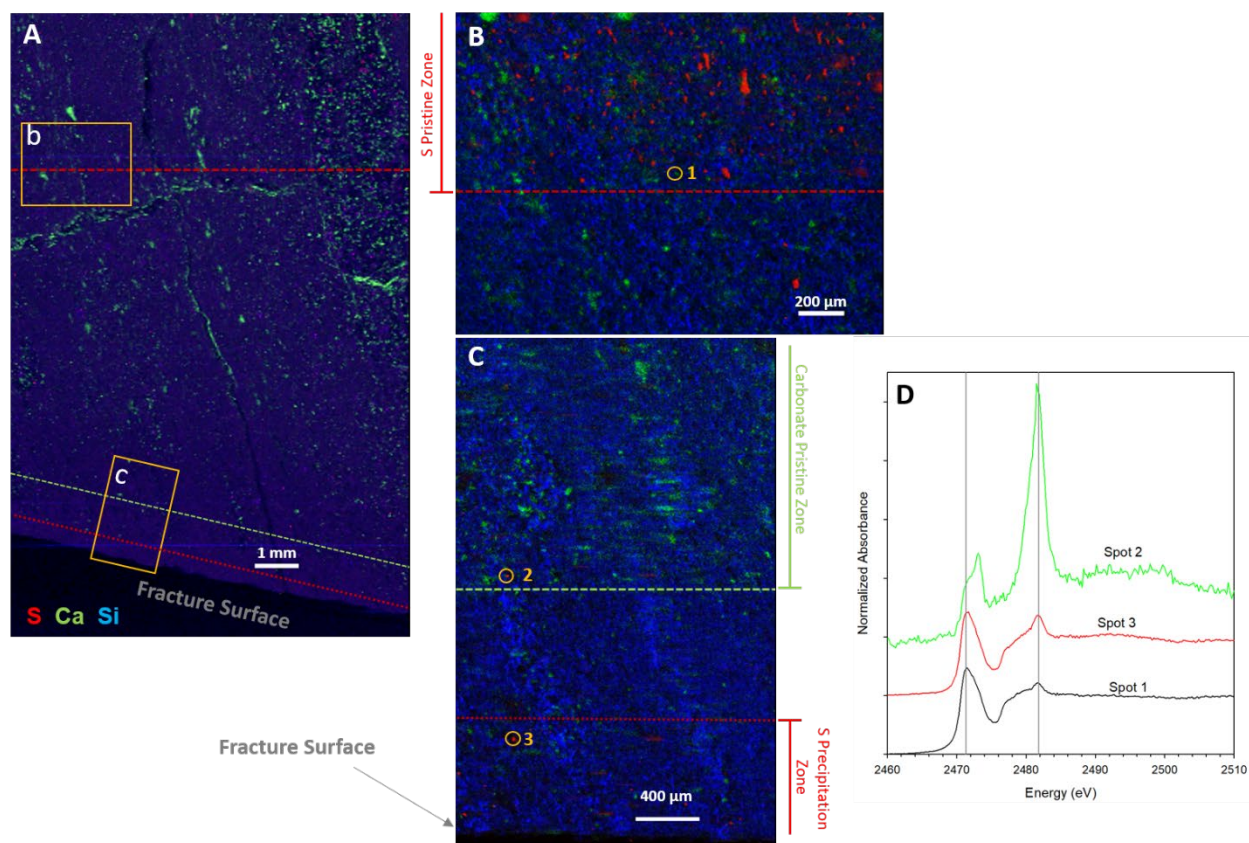 A
b
C
1 mm
Fracture Surface
S Ca Si
S Pristine Zone
B
1
200 µm
C
2
3
400 µm
Carbonate Pristine Zone
S Precipitation
Zone
Fracture Surface
D
Normalized Absorbance
Spot 2
Spot 3
Spot 1
2460 2470 2480 2490 2500 2510
Energy (eV)